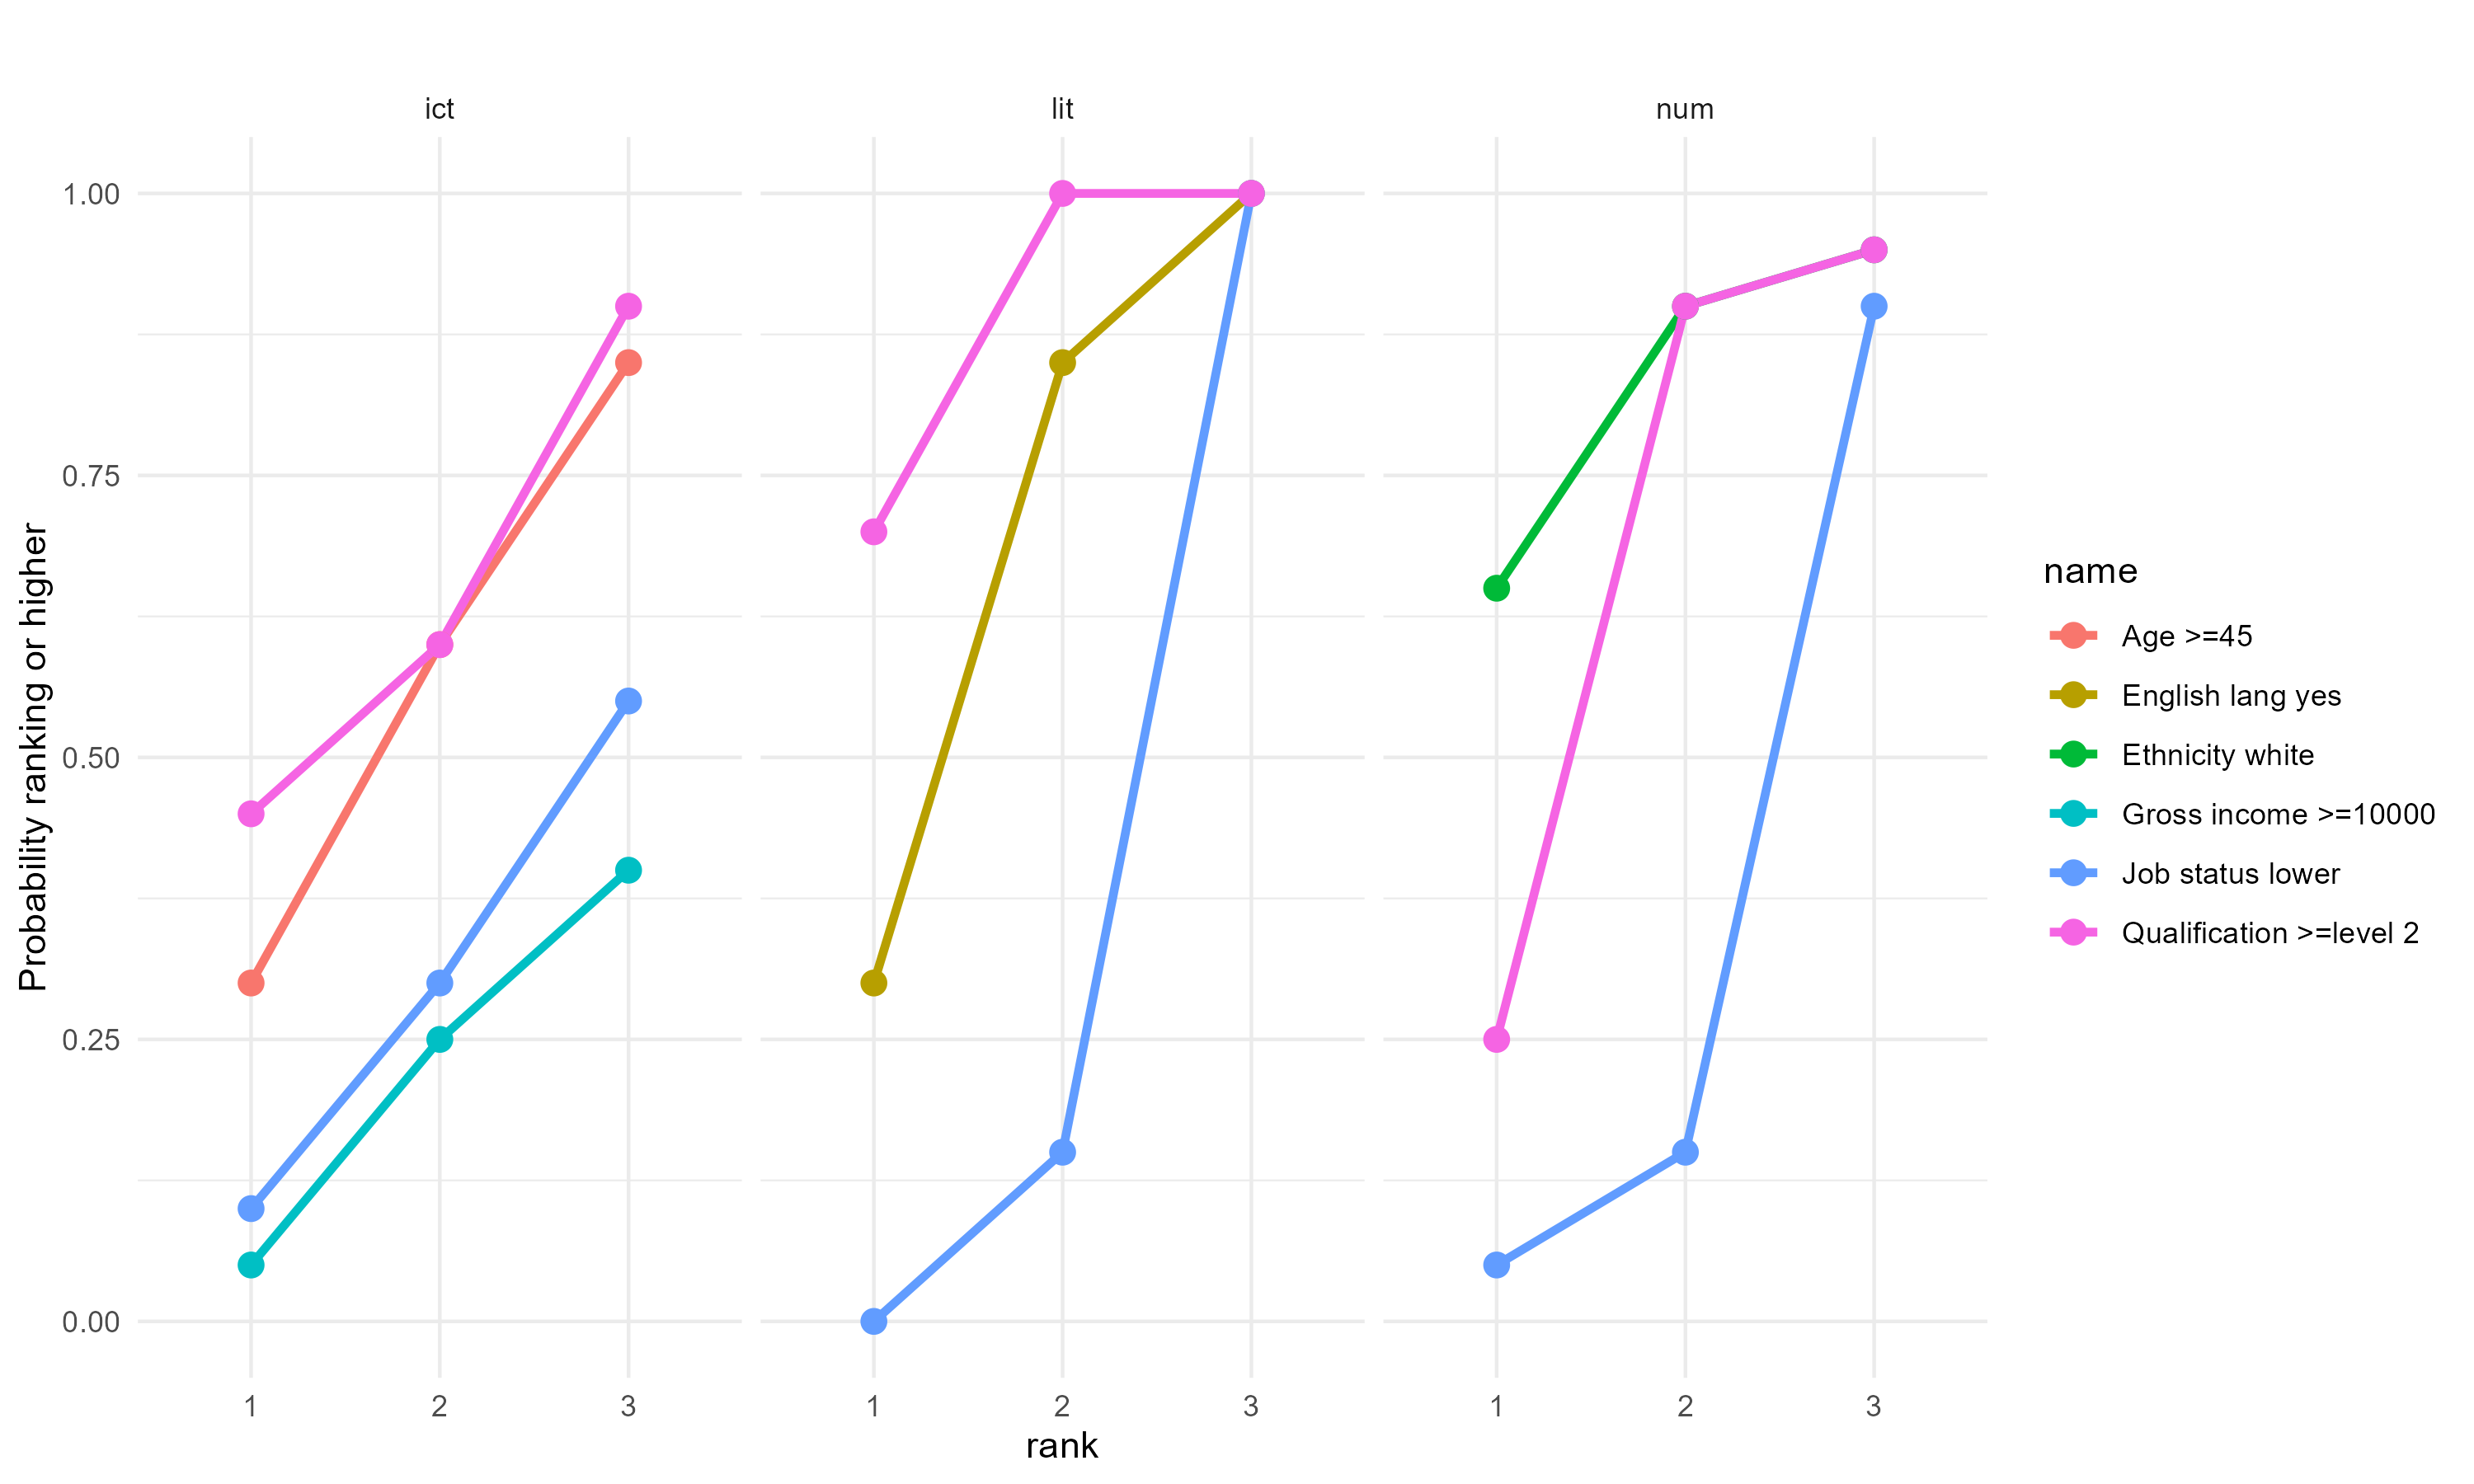 ict
lit
num
1.00
0.75
0.50
0.25
0.00
Probability ranking or higher
1 2 3
1 2 3
1 2 3
rank
name
Age >=45
English lang yes
Ethnicity white
Gross income >=10000
Job status lower
Qualification >=level 2